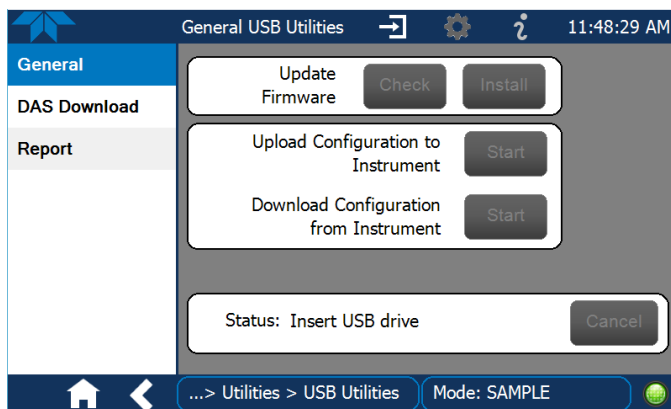 General USB Utilities
11:48:29 AM
General
DAS Download
Report
Update
Firmware
Check
Install
Upload Configuration to
Instrument
Start
Download Configuration
from Instrument
Start
Status: Insert USB drive
Cancel
...> Utilities > USB Utilities
Mode: SAMPLE